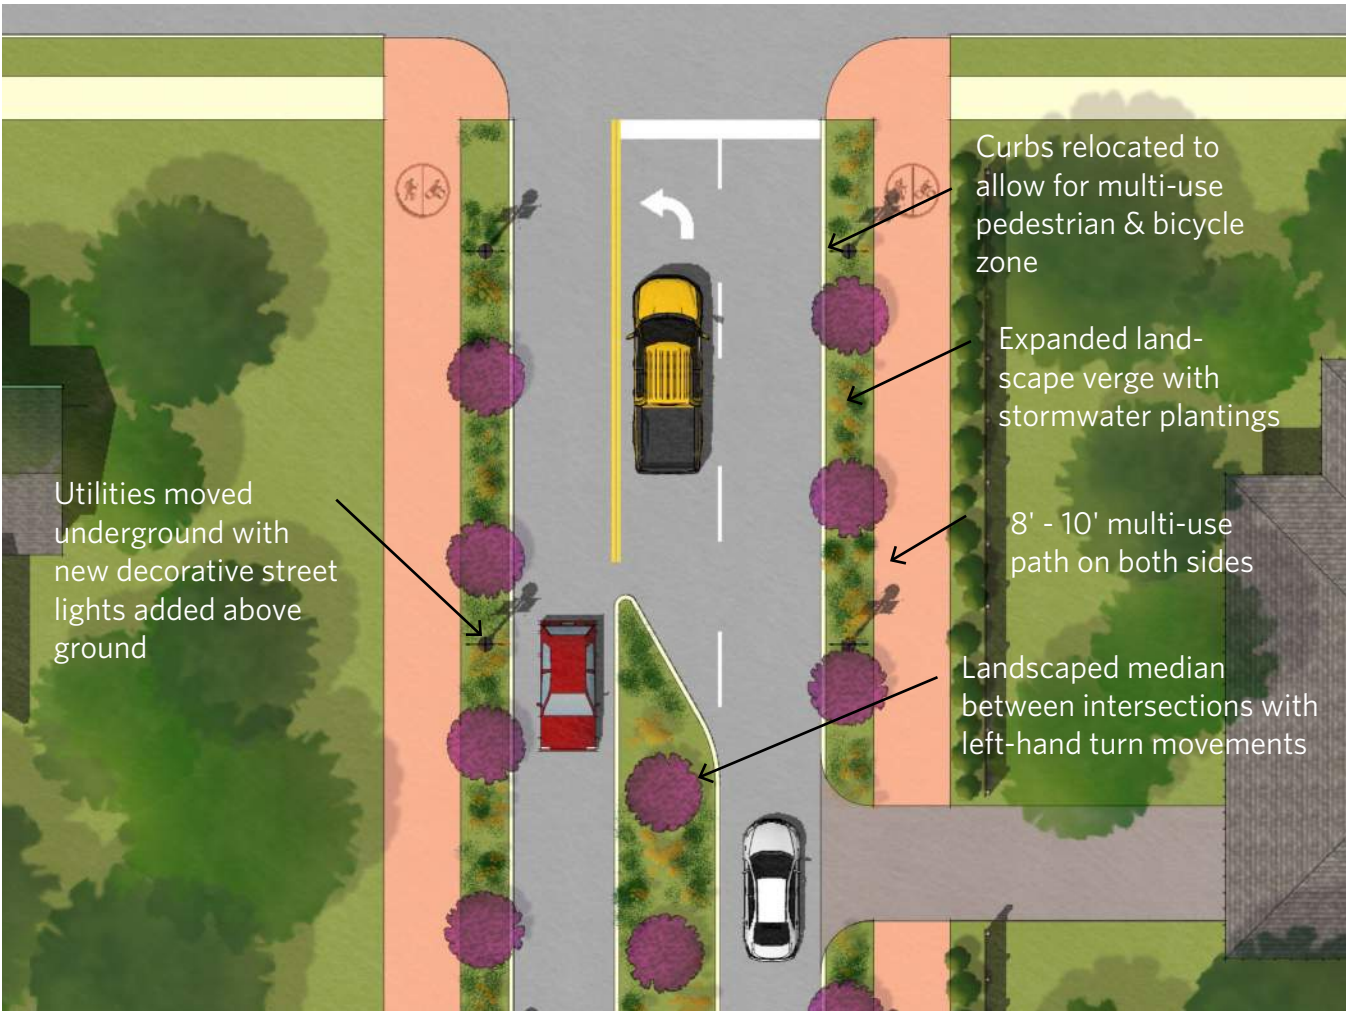 Curbs relocated to
allow for multi-use
pedestrian & bicycle
zone
Expanded land-
scape verge with
stormwater plantings
Utilities moved
underground with
new decorative street
lights added above
ground
8' - 10' multi-use
path on both sides
Landscaped median
between intersections with
left-hand turn movements